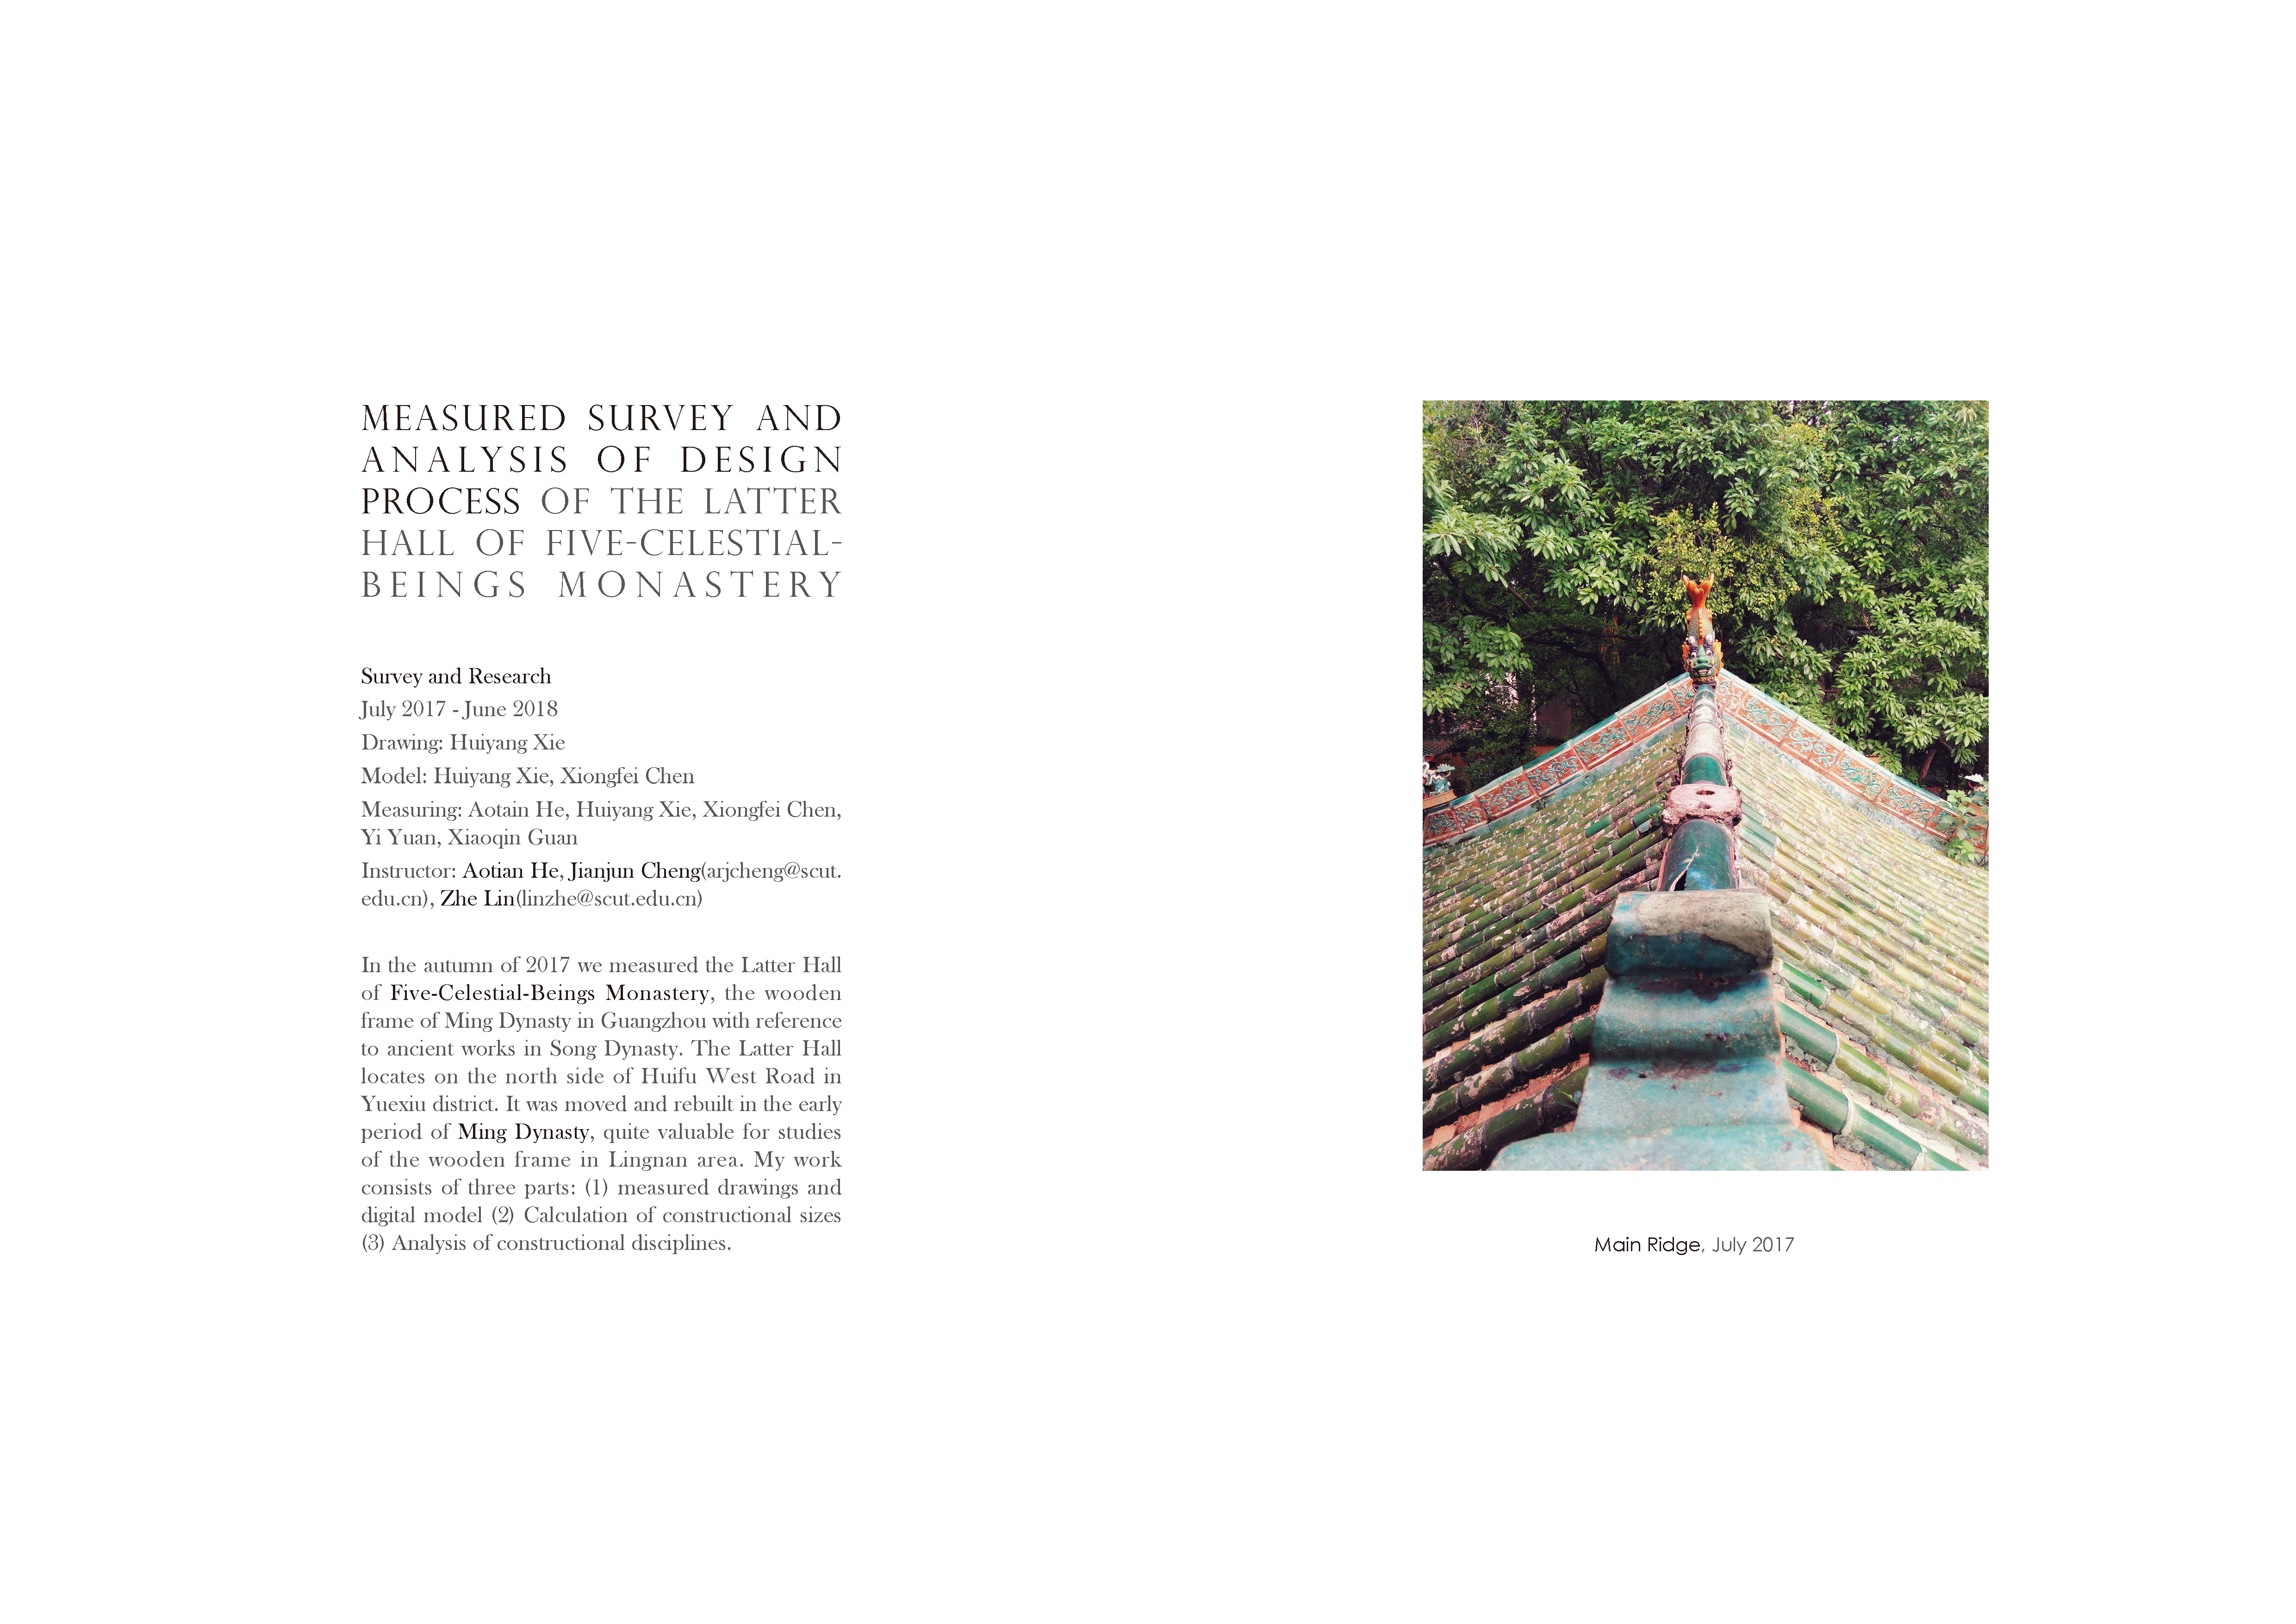 MEASURED SURVEY AND
ANALYSIS OF DESIGN
PROCESS OF THE LATTER
HALL OF FIVE-CELESTIAL-
BEINGS MONASTERY
Survey and Research
July 2017 - June 2018
Drawing: Huiyang Xie
Model: Huiyang Xie, Xiongfei Chen
Measuring: Aotain He, Huiyang Xie, Xiongfei Chen,
Yi Yuan, Xiaoqin Guan
Instructor: Aotian He, Jianjun Cheng(arjcheng@scut.
edu.cn), Zhe Lin(linzhe@scut.edu.cn)
In the autumn of 2017 we measured the Latter Hall
of Five-Celestial-Beings Monastery, the wooden
frame of Ming Dynasty in Guangzhou with reference
to ancient works in Song Dynasty. The Latter Hall
locates on the north side of Huifu West Road in
Yuexiu district. It was moved and rebuilt in the early
period of Ming Dynasty, quite valuable for studies
of the wooden frame in Lingnan area. My work
consists of three parts: (1) measured drawings and
digital model (2) Calculation of constructional sizes
(3) Analysis of constructional disciplines.
Main Ridge, July 2017